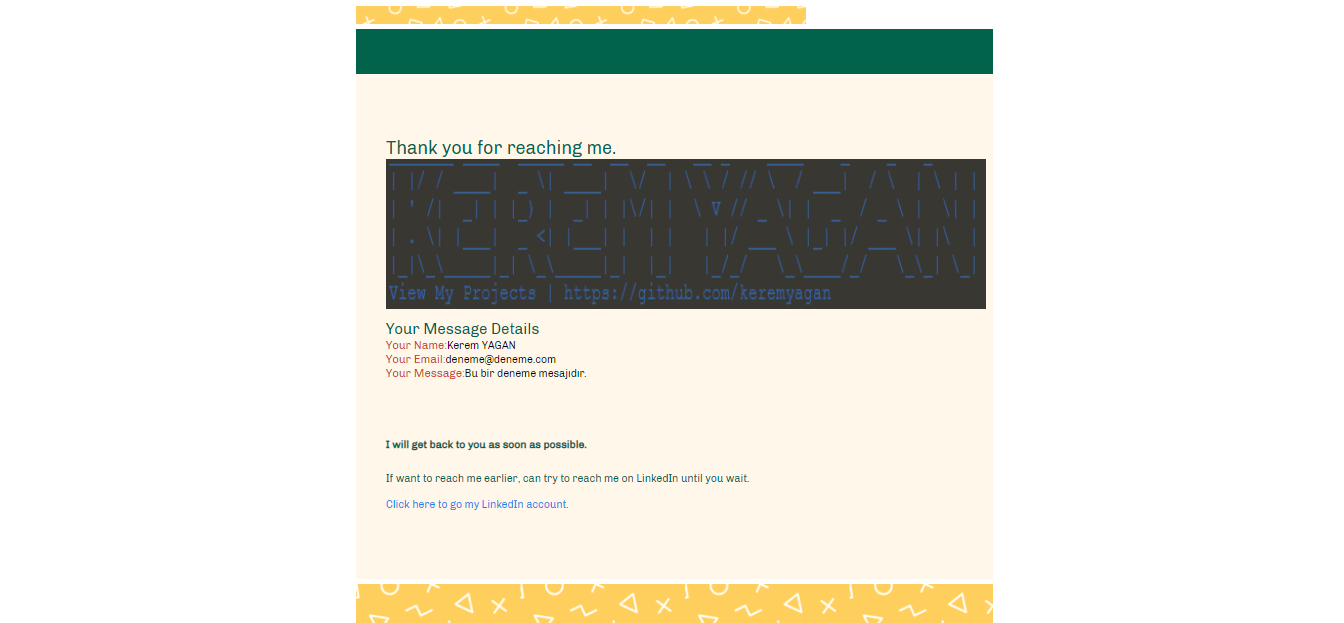 Thank you for reaching me.
KEREM YAGAN
View My Projects | https://github.com/keremyagan
Your Message Details
Your Name:Kerem YAGAN
Your Email:deneme@deneme.com
Your Message:Bu bir deneme mesajıdır.
I will get back to you as soon as possible.
If want to reach me earlier, can try to reach me on LinkedIn until you wait.
Click here to go my LinkedIn account.